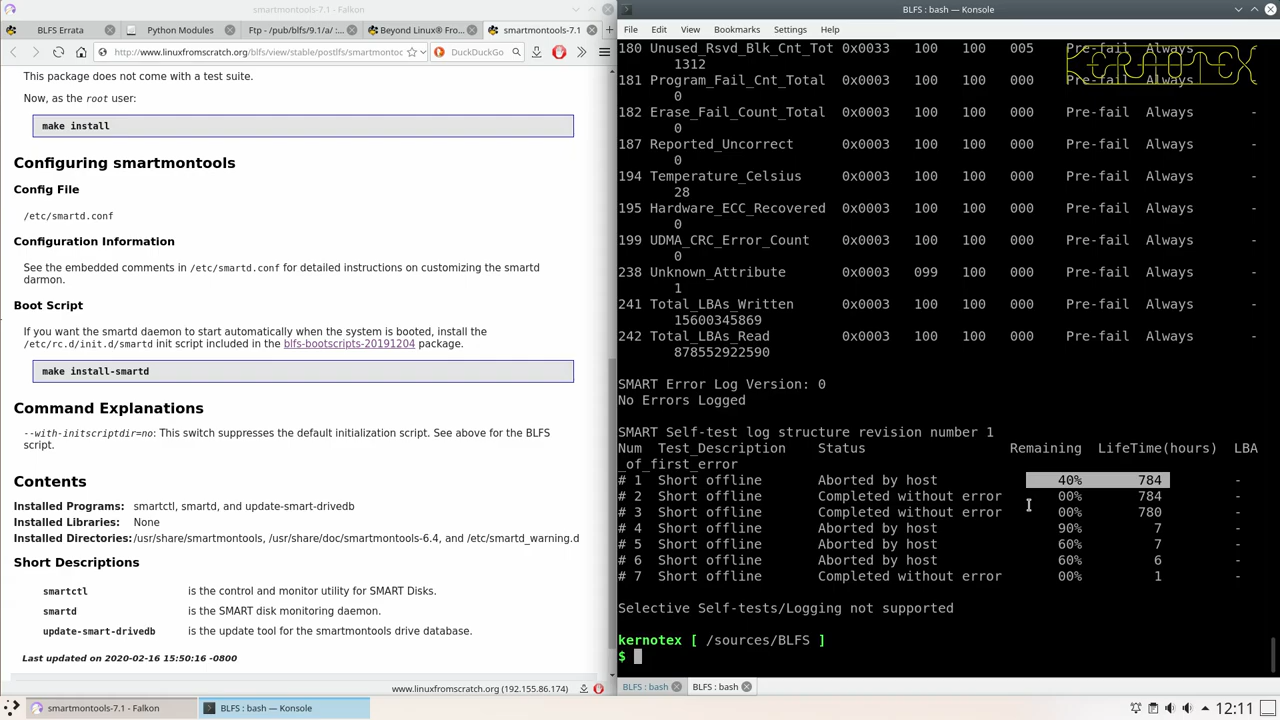 smartmontools-7.1 - Falkon
BLFS Errata
Python Modules
Ftp - /pub/blfs/9.1/a/ :...
Beyond Linux® Fro...
smartmontools-7.1
http://www.linuxfromscratch.org/blfs/view/stable/postlfs/smartmontoc
DuckDuckGo
This package does not come with a test suite.
Now, as the root user:
make install
Configuring smartmontools
Config File
/etc/smartd.conf
Configuration Information
See the embedded comments in /etc/smartd.conf for detailed instructions on customizing the smartd
darmon.
Boot Script
If you want the smartd daemon to start automatically when the system is booted, install the
/etc/rc.d/init.d/smartd init script included in the blfs-bootscripts-20191204 package.
make install-smartd
Command Explanations
--with-initscriptdir=no: This switch suppresses the default initialization script. See above for the BLFS
script.
Contents
Installed Programs: smartctl, smartd, and update-smart-drivedb
Installed Libraries: None
Installed Directories: /usr/share/smartmontools, /usr/share/doc/smartmontools-6.4, and /etc/smartd_warning.d
Short Descriptions
smartctl is the control and monitor utility for SMART Disks.
smartd is the SMART disk monitoring daemon.
update-smart-drivedb is the update tool for the smartmontools drive database.
Last updated on 2020-02-16 15:50:16 -0800
www.linuxfromscratch.org (192.155.86.174)
BLFS : bash — Konsole
File Edit View Bookmarks Settings Help
KERNOTEX
180 Unused_Rsvd_Blk_Cnt_Tot 0x0033 100 100 005 Pre-fail Always -
1312
181 Program_Fail_Cnt_Total 0x0003 100 100 000 Pre-fail Always -
0
182 Erase_Fail_Count_Total 0x0003 100 100 000 Pre-fail Always -
0
187 Reported_Uncorrect 0x0003 100 100 000 Pre-fail Always -
0
194 Temperature_Celsius 0x0003 100 100 000 Pre-fail Always -
28
195 Hardware_ECC_Recovered 0x0003 100 100 000 Pre-fail Always -
0
199 UDMA_CRC_Error_Count 0x0003 100 100 000 Pre-fail Always -
0
238 Unknown_Attribute 0x0003 099 100 000 Pre-fail Always -
1
241 Total_LBAs_Written 0x0003 100 100 000 Pre-fail Always -
15600345869
242 Total_LBAs_Read 0x0003 100 100 000 Pre-fail Always -
878552922590
SMART Error Log Version: 0
No Errors Logged
SMART Self-test log structure revision number 1
Num Test_Description Status Remaining LifeTime(hours) LBA
_of_first_error
# 1 Short offline Aborted by host 40% 784 -
# 2 Short offline Completed without error 00% 784 -
# 3 Short offline Completed without error 00% 780 -
# 4 Short offline Aborted by host 90% 7 -
# 5 Short offline Aborted by host 60% 7 -
# 6 Short offline Aborted by host 60% 6 -
# 7 Short offline Completed without error 00% 1 -
Selective Self-tests/Logging not supported
kernotex [ /sources/BLFS ]
$
BLFS : bash
BLFS : bash
smartmontools-7.1 - Falkon
BLFS : bash — Konsole
12:11